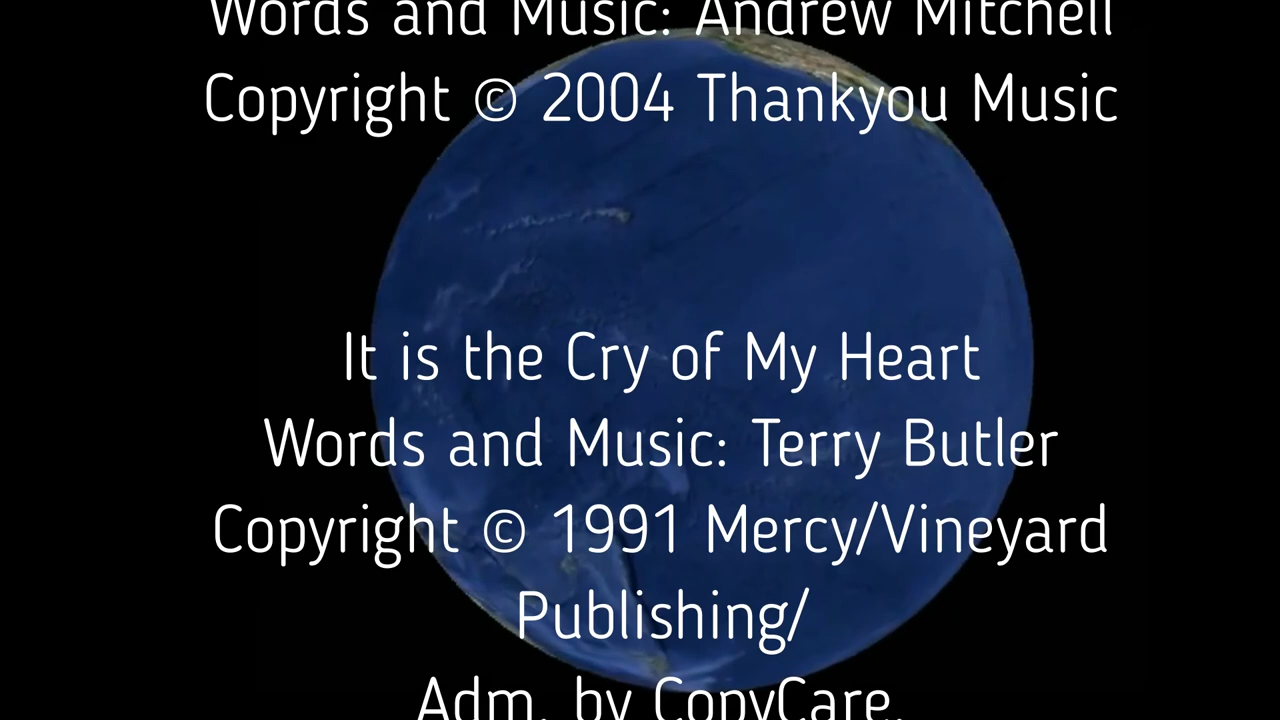 Words and Music: Andrew Mitchell
Copyright © 2004 Thankyou Music
It is the Cry of My Heart
Words and Music: Terry Butler
Copyright © 1991 Mercy/Vineyard
Publishing/
Adm. by CopyCare.